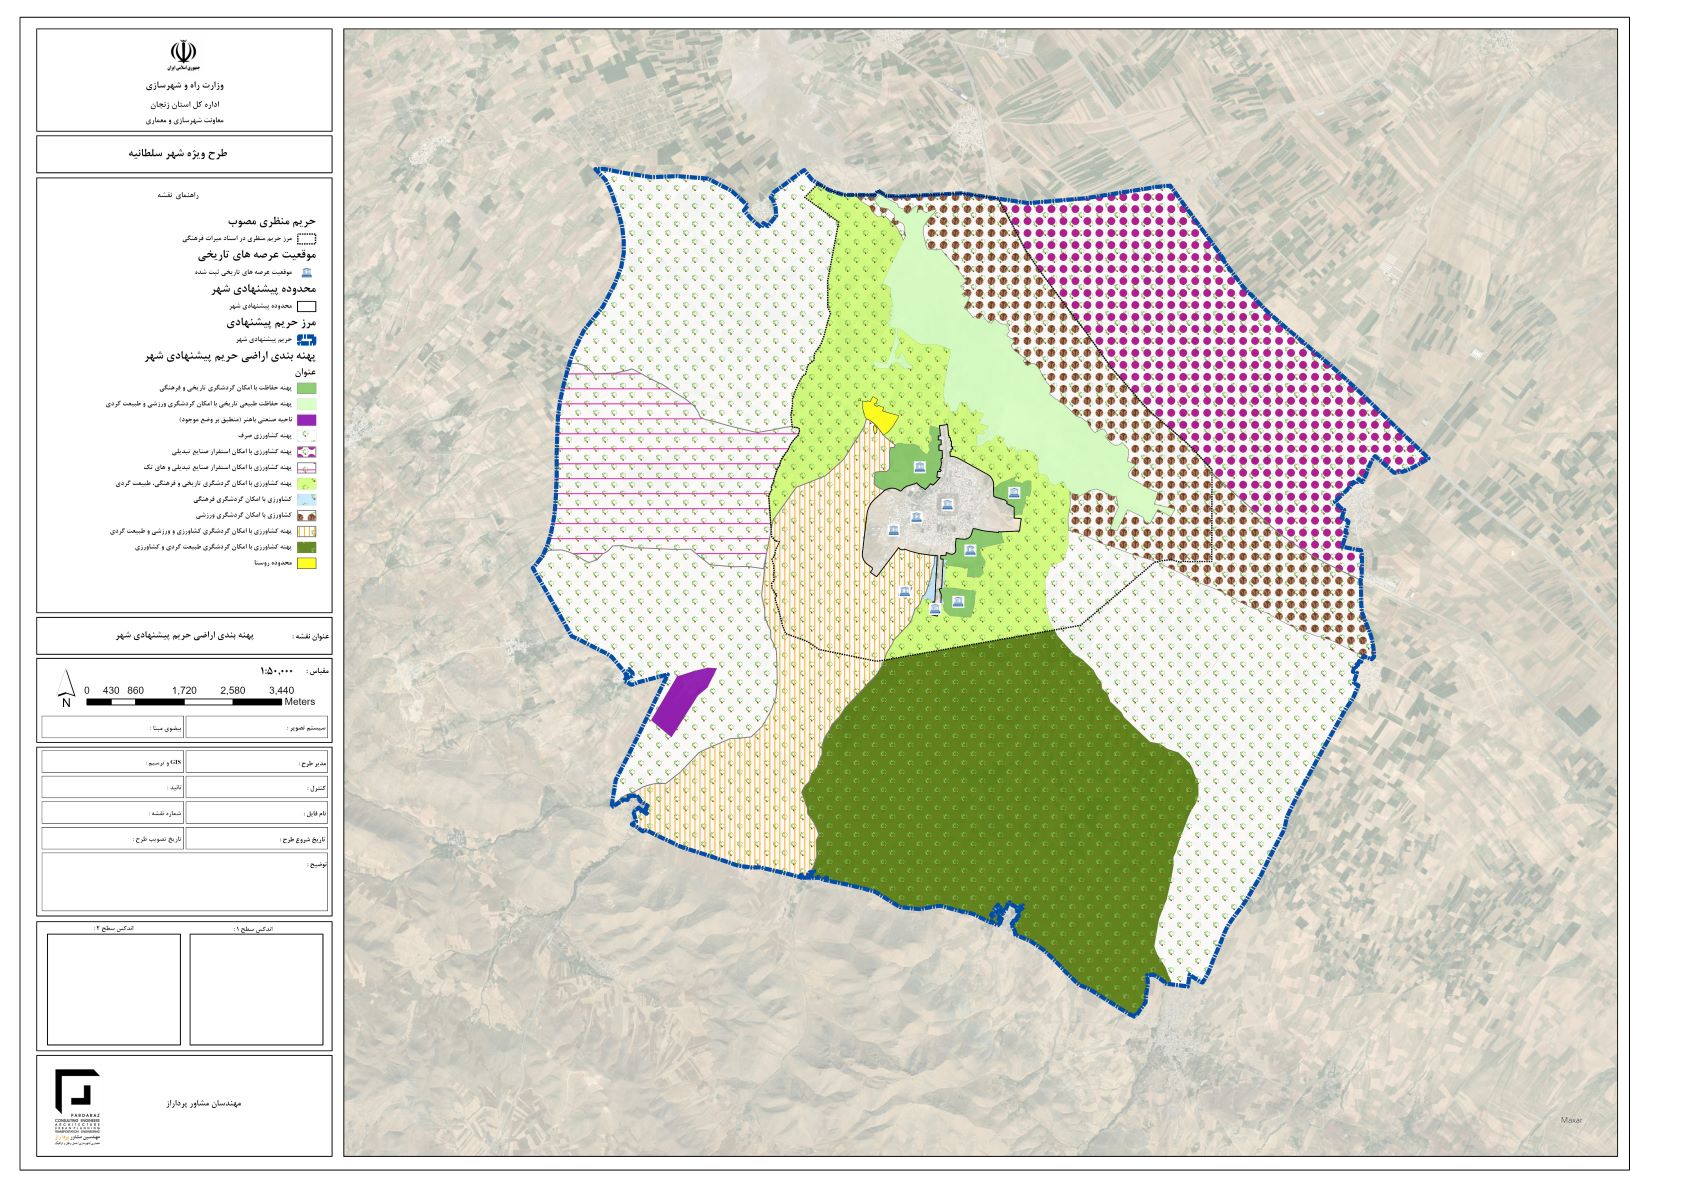 جمهوری اسلامی ایران
وزارت راه و شهرسازی
اداره کل استان زنجان
معاونت شهرسازی و معماری
طرح ویژه شهر سلطانیه
راهنمای نقشه
حریم منظری مصوب
مرز حریم منظری در اسناد میراث فرهنگی
موقعیت عرصه های تاریخی
موقعیت عرصه های تاریخی ثبت شده
محدوده پیشنهادی شهر
محدوده پیشنهادی شهر
مرز حریم پیشنهادی
حریم پیشنهادی شهر
پهنه بندی اراضی حریم پیشنهادی شهر
عنوان
پهنه حفاظت با امکان گردشگری تاریخی و فرهنگی
پهنه حفاظت طبیعی تاریخی با امکان گردشگری ورزشی و طبیعت گردی
ناحیه صنعتی باهنر (منطبق بر وضع موجود)
پهنه کشاورزی صرف
پهنه کشاورزی با امکان استقرار صنایع تبدیلی
پهنه کشاورزی با امکان استقرار صنایع تبدیلی و های تک
پهنه کشاورزی با امکان گردشگری تاریخی و فرهنگی، طبیعت گردی
کشاورزی با امکان گردشگری فرهنگی
کشاورزی با امکان گردشگری ورزشی
پهنه کشاورزی با امکان گردشگری کشاورزی و ورزشی و طبیعت گردی
پهنه کشاورزی با امکان گردشگری طبیعت گردی و کشاورزی
محدوده روستا
عنوان نقشه : پهنه بندی اراضی حریم پیشنهادی شهر
مقیاس : ۱:۵۰,۰۰۰
0 430 860 1,720 2,580 3,440
Meters
N
سیستم تصویر : بیضوی مبنا :
مدیر طرح : GIS و ترسیم :
کنترل : تائید :
نام فایل : شماره نقشه :
تاریخ شروع طرح : تاریخ تصویب طرح :
توضیح :
اندکس سطح ۱ : اندکس سطح ۲ :
مهندسان مشاور پرداراز
PARDARAZ
CONSULTING ENGINEERS
ARCHITECTURE
URBAN PLANNING
TRANSPORTATION ENGINEERING
مهندسین مشاور پردا راز
Maxar